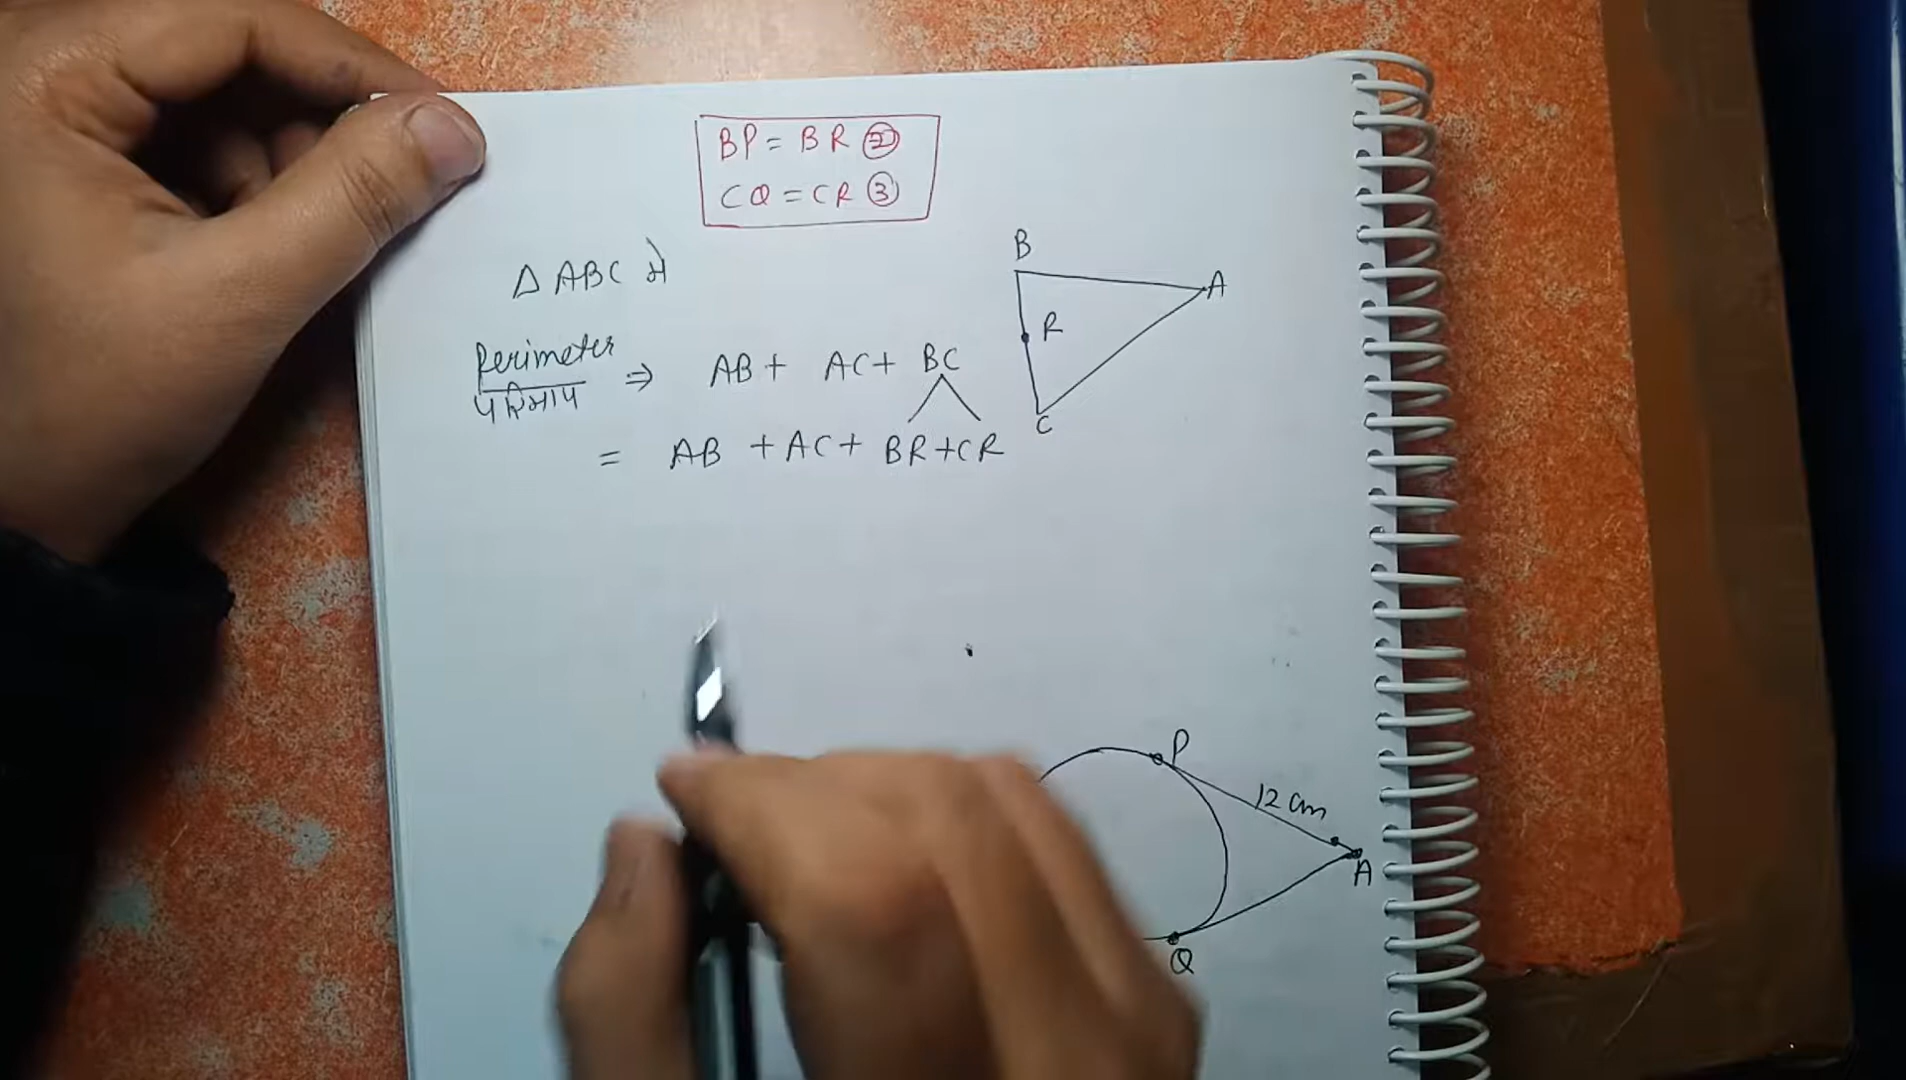 BP = BR ②
CQ = CR ③
Δ ABC में
B
A
R
C
Perimeter ⇒ AB + AC + BC
परिमाप
= AB + AC + BR + CR
P
12 cm
A
Q